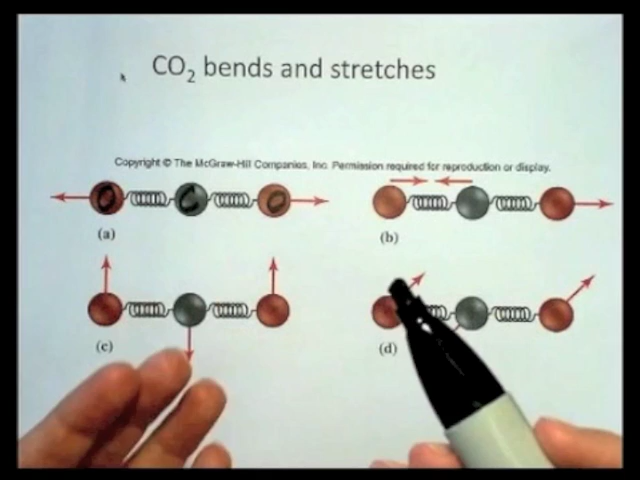 CO₂ bends and stretches
Copyright © The McGraw-Hill Companies, Inc. Permission required for reproduction or display.
O C O
(a)
(b)
(c)
(d)